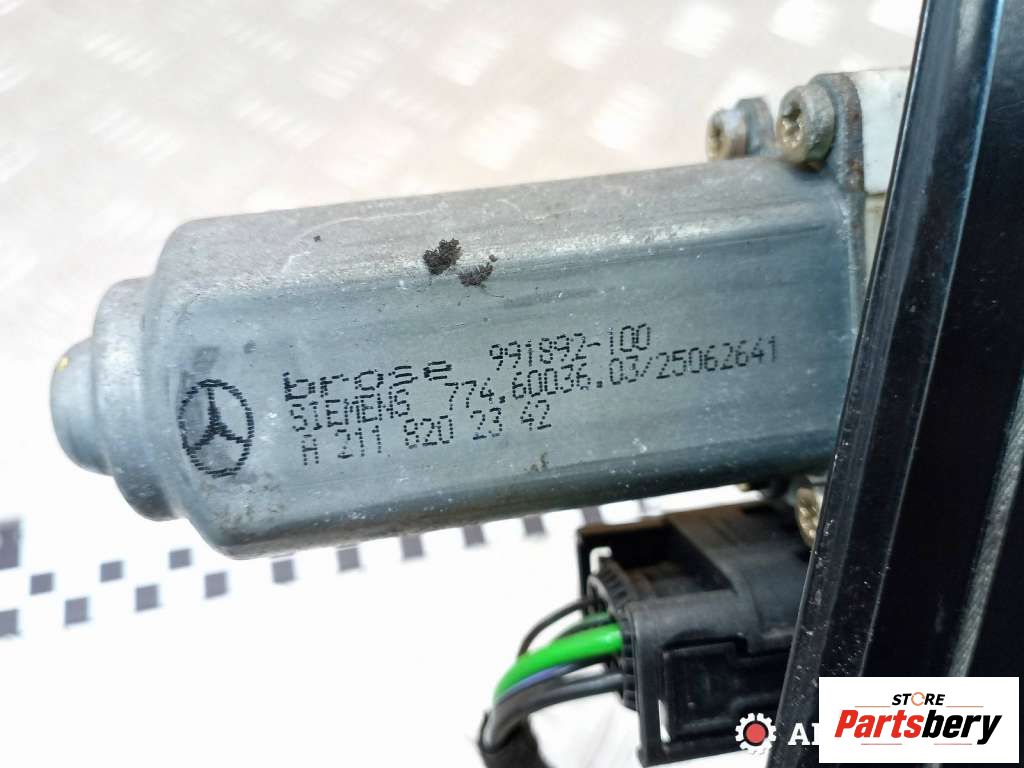 brose 991892-100
SIEMENS 774.60036.03/25062641
A 211 820 23 42
STORE
Partsbery